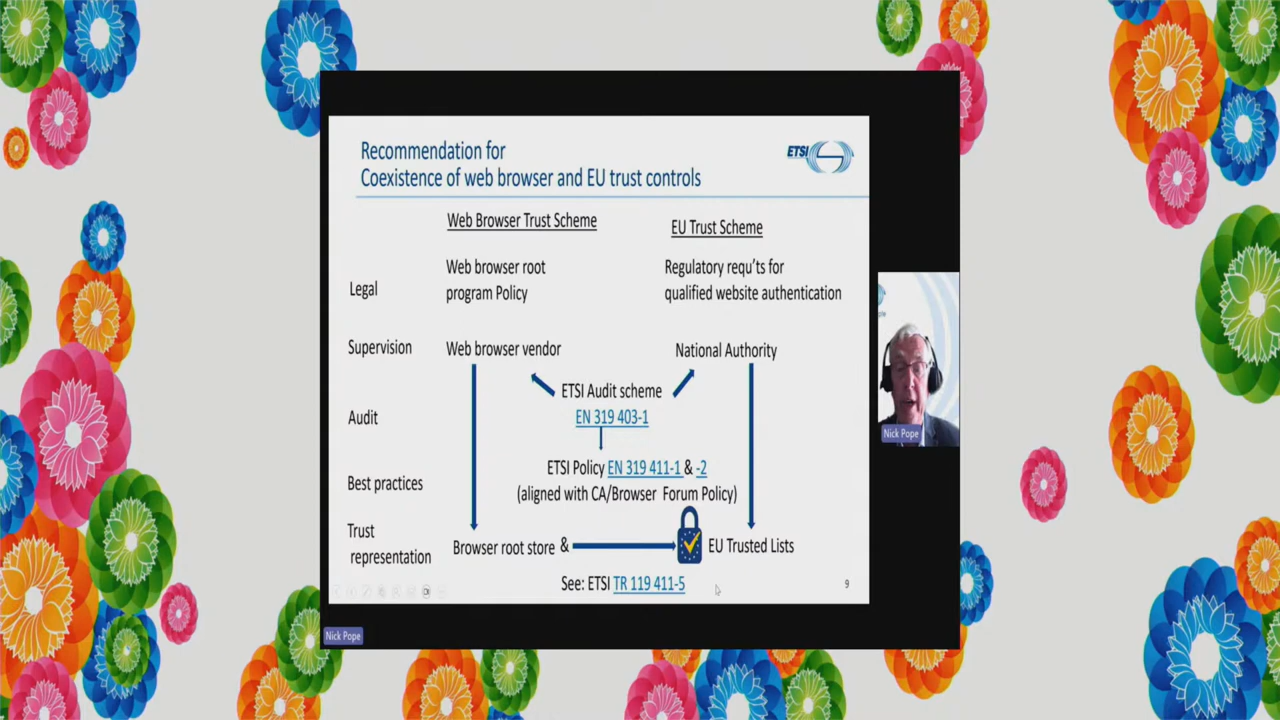 Recommendation for
Coexistence of web browser and EU trust controls
ETSI
Web Browser Trust Scheme
EU Trust Scheme
Legal
Web browser root
program Policy
Regulatory requ’ts for
qualified website authentication
Supervision
Web browser vendor
National Authority
ETSI Audit scheme
EN 319 403-1
Audit
ETSI Policy EN 319 411-1 & -2
(aligned with CA/Browser Forum Policy)
Best practices
Trust
representation
Browser root store &
EU Trusted Lists
See: ETSI TR 119 411-5
9
Nick Pope
Nick Pope